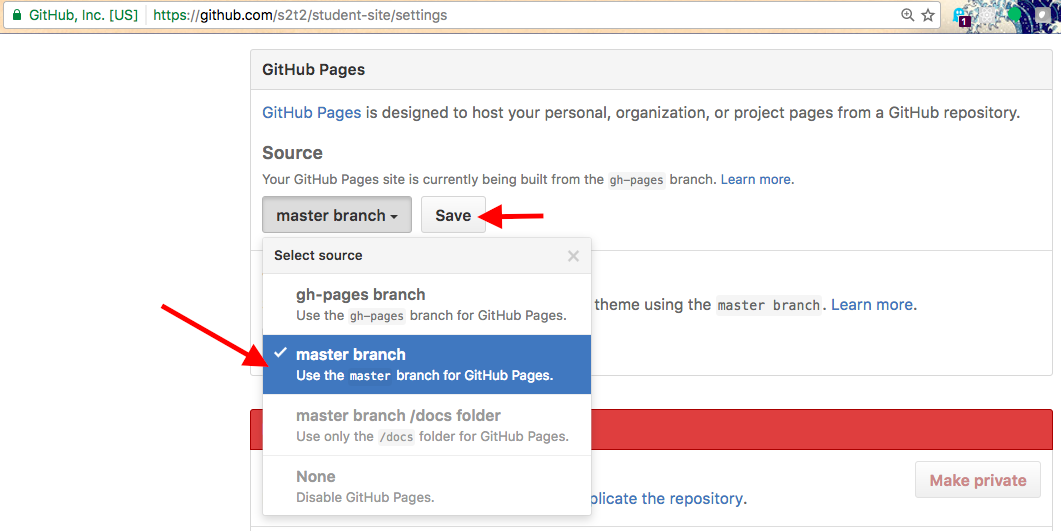 GitHub, Inc. [US] https://github.com/s2t2/student-site/settings
1
GitHub Pages
GitHub Pages is designed to host your personal, organization, or project pages from a GitHub repository.
Source
Your GitHub Pages site is currently being built from the gh-pages branch. Learn more.
master branch Save
Select source
gh-pages branch
Use the gh-pages branch for GitHub Pages.
theme using the master branch. Learn more.
master branch
Use the master branch for GitHub Pages.
master branch /docs folder
Use only the /docs folder for GitHub Pages.
None
Disable GitHub Pages.
Make private
plicate the repository.